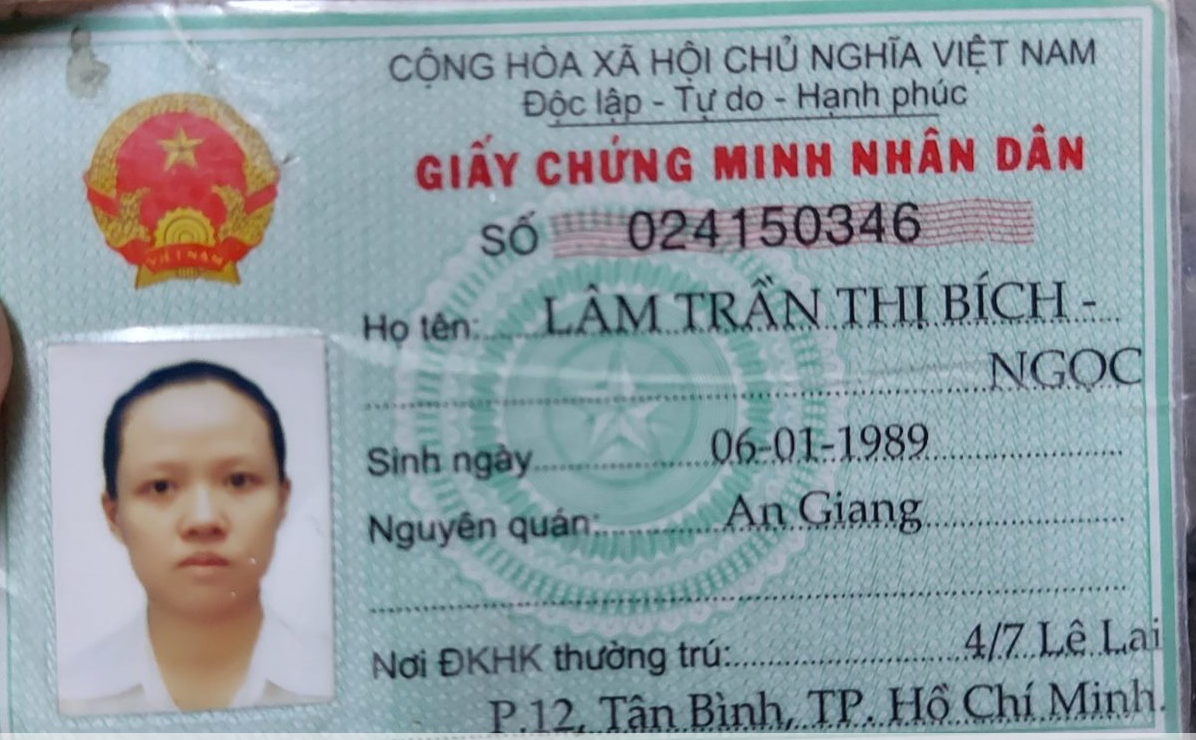 CỘNG HÒA XÃ HỘI CHỦ NGHĨA VIỆT NAM
Độc lập - Tự do - Hạnh phúc
GIẤY CHỨNG MINH NHÂN DÂN
SỐ 024150346
VIỆT NAM
Họ tên: LÂM TRẦN THỊ BÍCH -
NGỌC
Sinh ngày 06-01-1989
Nguyên quán: An Giang
Nơi ĐKHK thường trú: 4/7 Lê Lai
P.12, Tân Bình, TP. Hồ Chí Minh.